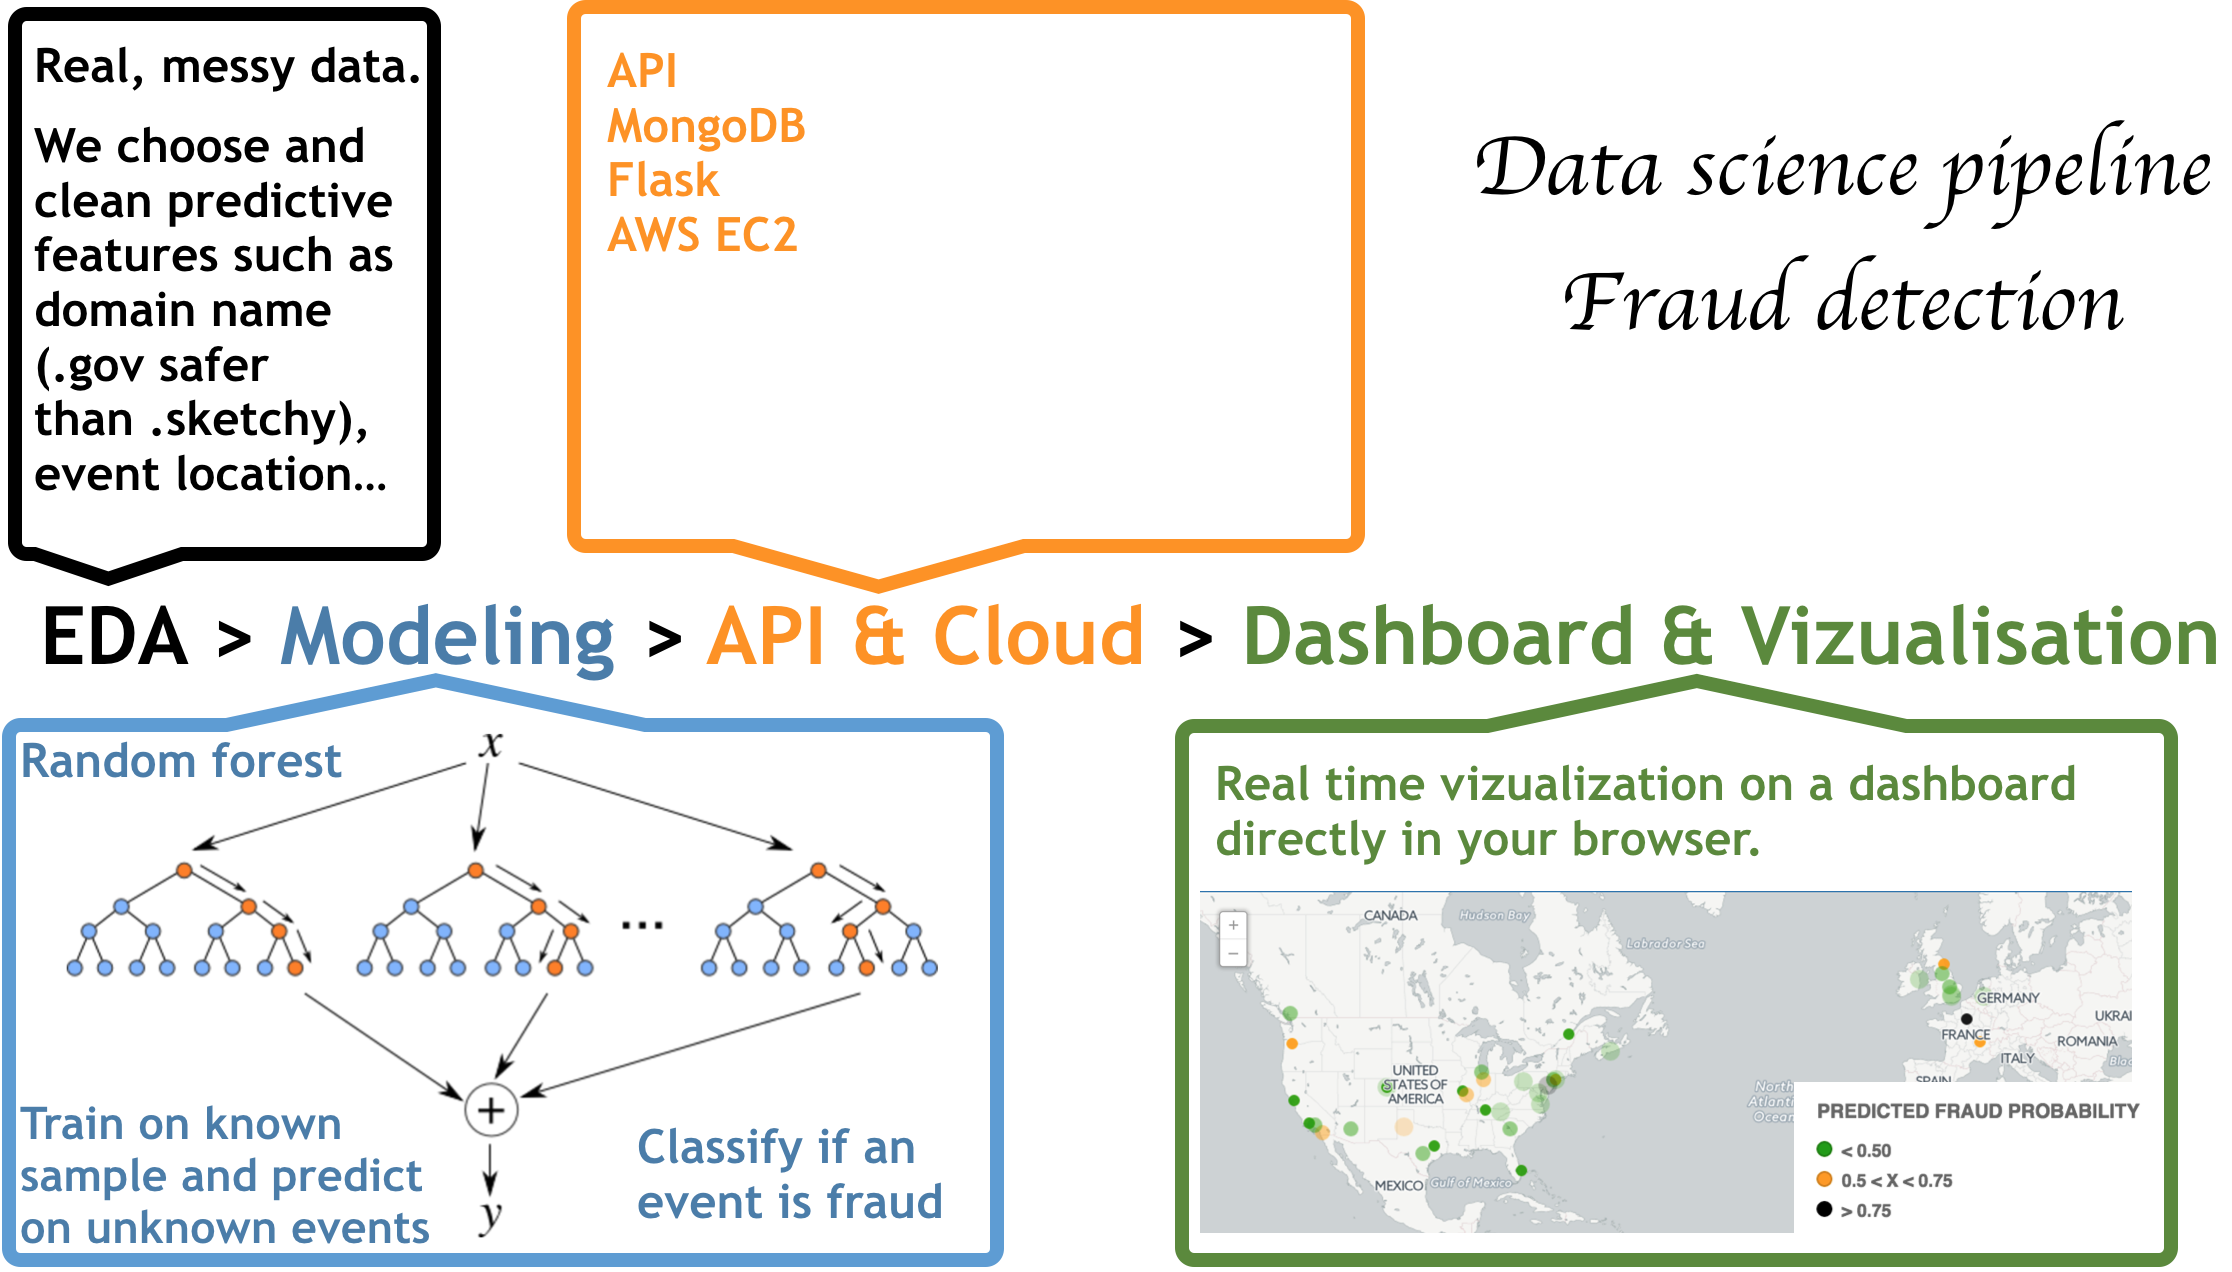 Real, messy data.
We choose and
clean predictive
features such as
domain name
(.gov safer
than .sketchy),
event location...
API
MongoDB
Flask
AWS EC2
Data science pipeline
Fraud detection
EDA > Modeling > API & Cloud > Dashboard & Vizualisation
Random forest
x
...
+
y
Train on known
sample and predict
on unknown events
Classify if an
event is fraud
Real time vizualization on a dashboard
directly in your browser.
+
−
CANADA
Hudson Bay
Labrador Sea
UNITED
STATES OF
AMERICA
MEXICO
Gulf of Mexico
North
Atlanti
Ocean
GERMANY
UKRAI
FRANCE
ROMANIA
ITALY
SPAIN
PREDICTED FRAUD PROBABILITY
< 0.50
0.5 < X < 0.75
> 0.75